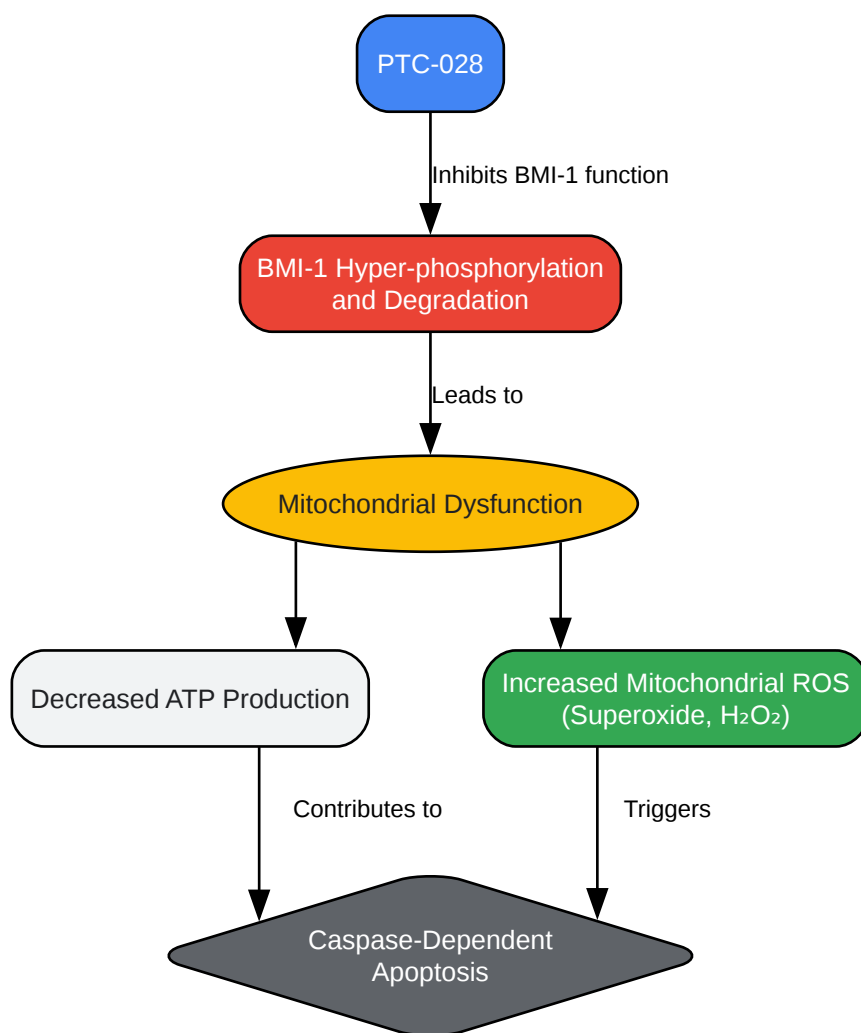 PTC-028
Inhibits BMI-1 function
BMI-1 Hyper-phosphorylation
and Degradation
Leads to
Mitochondrial Dysfunction
Decreased ATP Production
Increased Mitochondrial ROS
(Superoxide, H₂O₂)
Contributes to
Triggers
Caspase-Dependent
Apoptosis